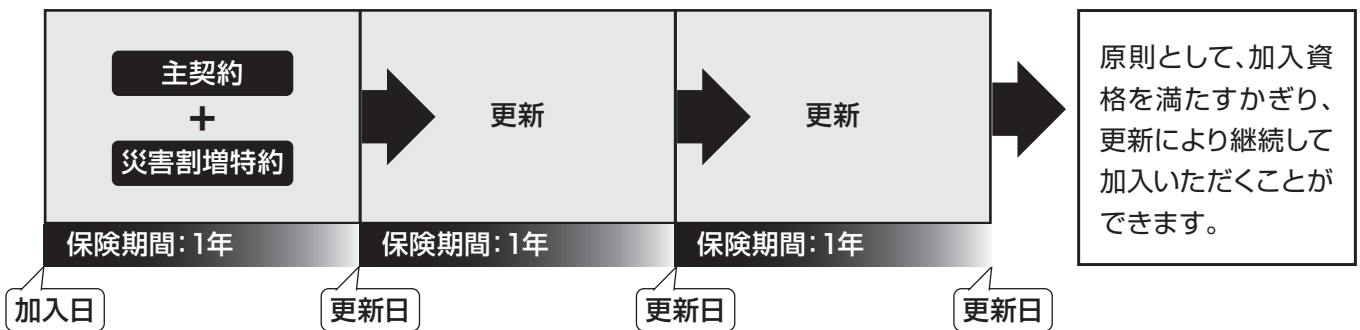 主契約
+
災害割増特約
更新
更新
原則として、加入資
格を満たすかぎり、
更新により継続して
加入いただくことが
できます。
保険期間:1年
保険期間:1年
保険期間:1年
加入日
更新日
更新日
更新日